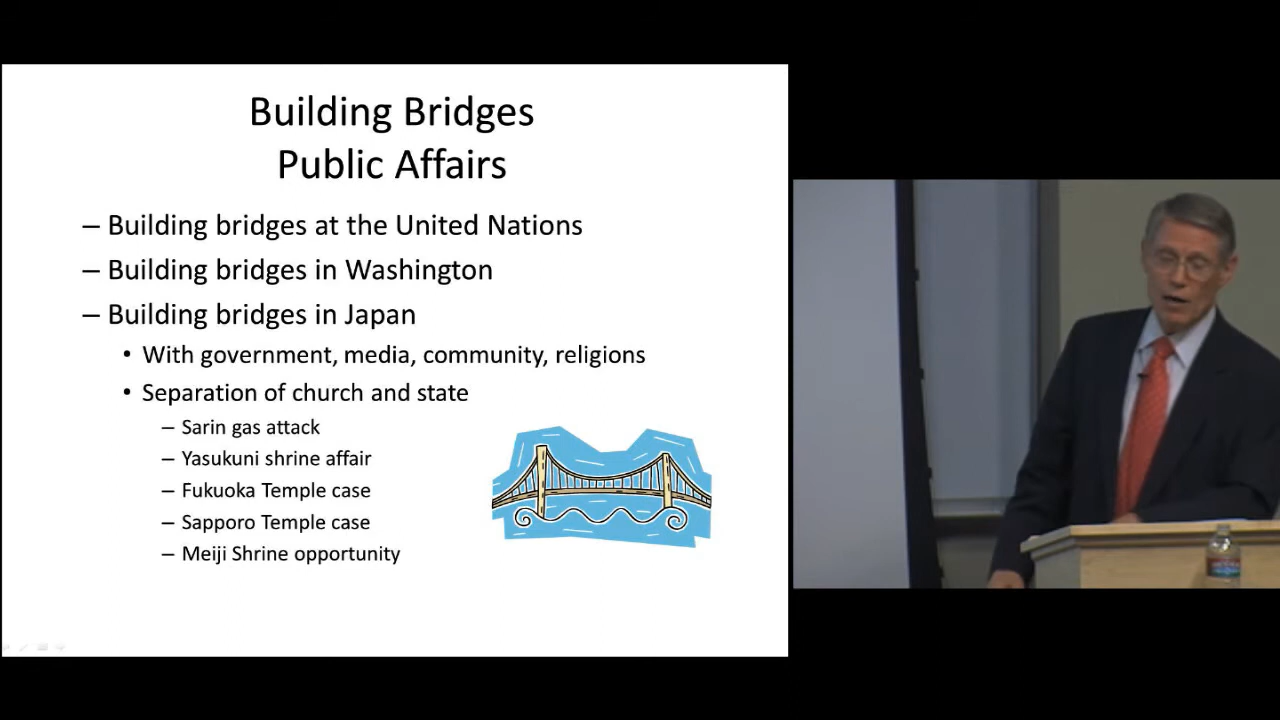 Building Bridges
Public Affairs
– Building bridges at the United Nations
– Building bridges in Washington
– Building bridges in Japan
• With government, media, community, religions
• Separation of church and state
– Sarin gas attack
– Yasukuni shrine affair
– Fukuoka Temple case
– Sapporo Temple case
– Meiji Shrine opportunity